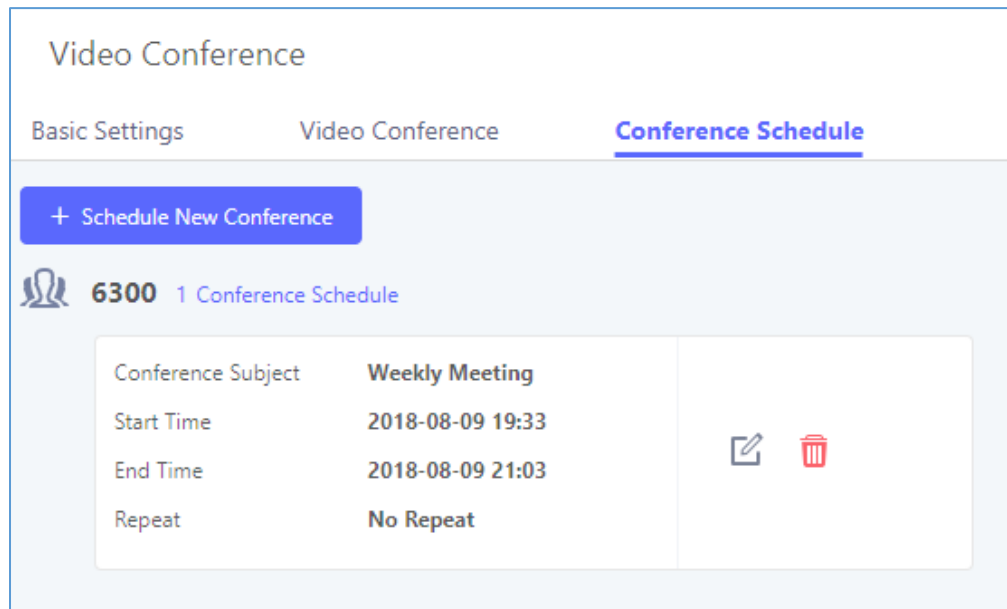 Video Conference
Basic Settings Video Conference Conference Schedule
+ Schedule New Conference
6300 1 Conference Schedule
Conference Subject Weekly Meeting
Start Time 2018-08-09 19:33
End Time 2018-08-09 21:03
Repeat No Repeat